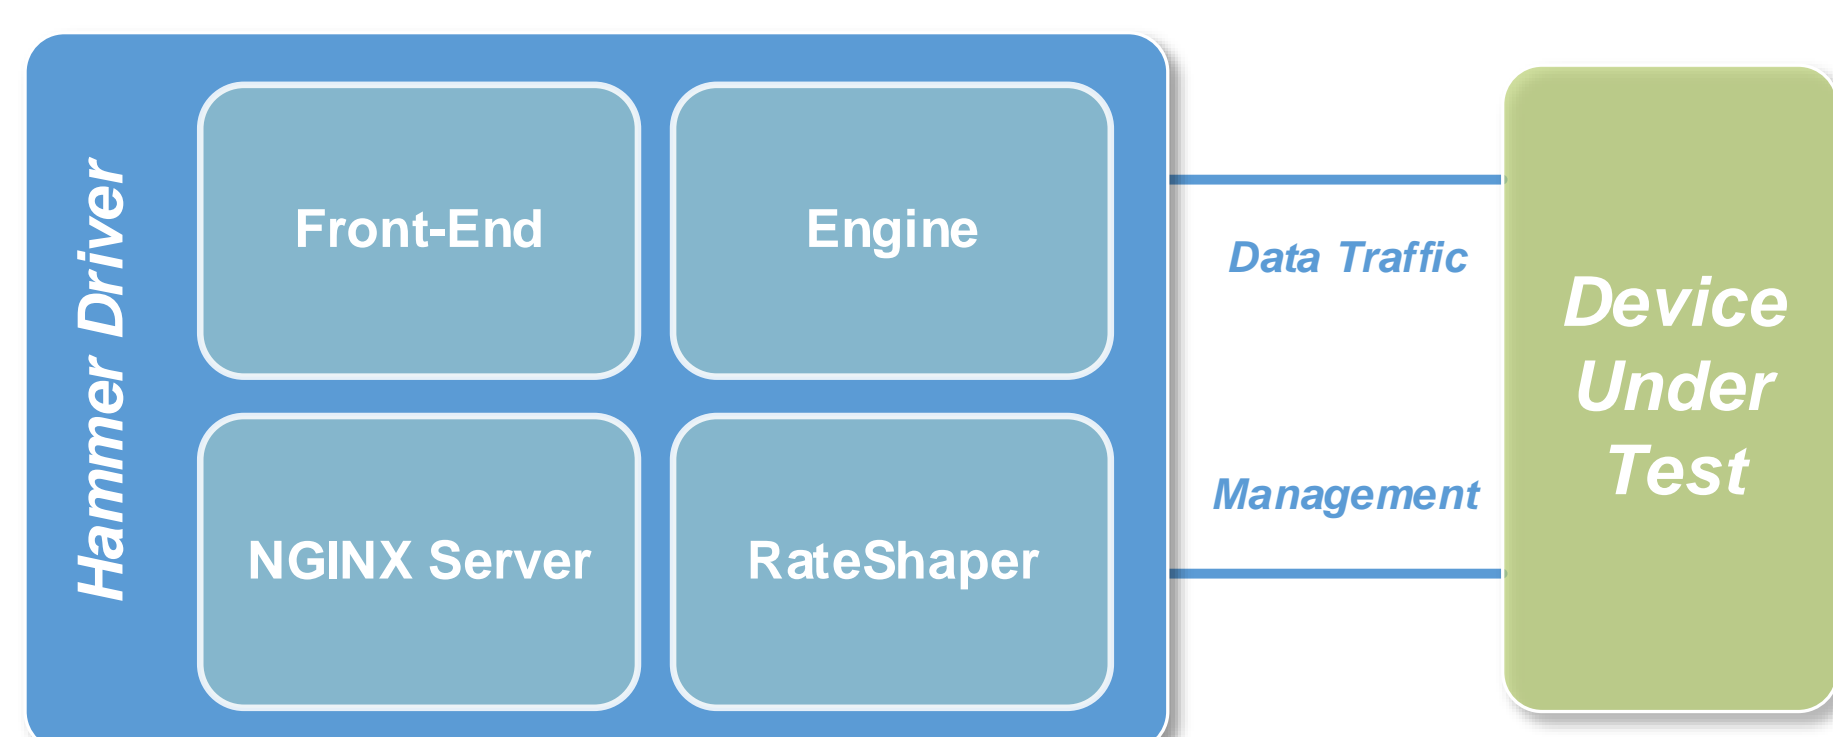 Hammer Driver
Front-End
Engine
NGINX Server
RateShaper
Data Traffic
Management
Device
Under
Test